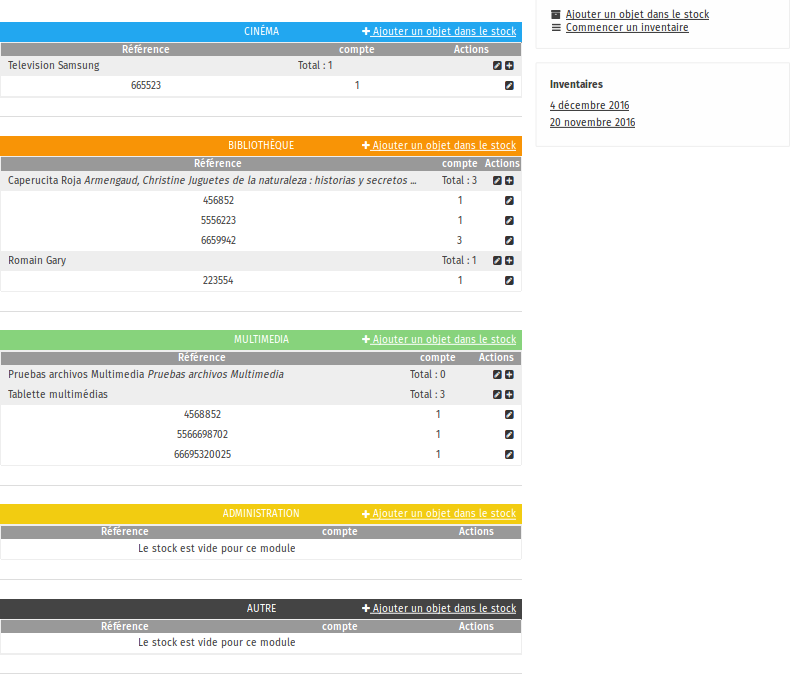 CINÉMA Ajouter un objet dans le stock
Référence compte Actions
Television Samsung Total : 1
665523 1
BIBLIOTHÈQUE Ajouter un objet dans le stock
Référence compte Actions
Caperucita Roja Armengaud, Christine Juguetes de la naturaleza : historias y secretos ... Total : 3
456852 1
5556223 1
6659942 3
Romain Gary Total : 1
223554 1
MULTIMEDIA Ajouter un objet dans le stock
Référence compte Actions
Pruebas archivos Multimedia Pruebas archivos Multimedia Total : 0
Tablette multimédias Total : 3
4568852 1
5566698702 1
66695320025 1
ADMINISTRATION Ajouter un objet dans le stock
Référence compte Actions
Le stock est vide pour ce module
AUTRE Ajouter un objet dans le stock
Référence compte Actions
Le stock est vide pour ce module
Ajouter un objet dans le stock
Commencer un inventaire
Inventaires
4 décembre 2016
20 novembre 2016